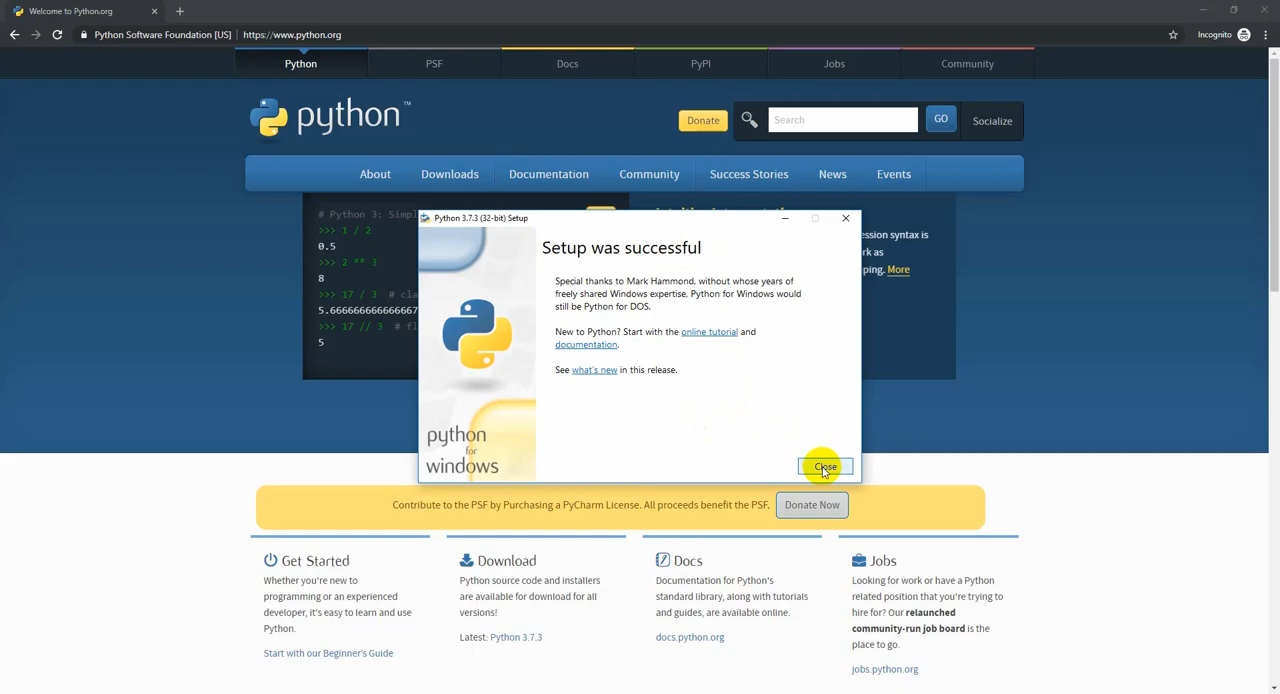 Welcome to Python.org
Python Software Foundation [US] https://www.python.org
Incognito
Python
PSF
Docs
PyPI
Jobs
Community
python™
Donate
Search
GO
Socialize
About
Downloads
Documentation
Community
Success Stories
News
Events
# Python 3: Simpl
>>> 1 / 2
0.5
>>> 2 ** 3
8
>>> 17 / 3 # cla
5.666666666666667
>>> 17 // 3 # fl
5
ession syntax is
rk as
ping. More
Python 3.7.3 (32-bit) Setup
Setup was successful
Special thanks to Mark Hammond, without whose years of
freely shared Windows expertise, Python for Windows would
still be Python for DOS.
New to Python? Start with the online tutorial and
documentation.
See what's new in this release.
python
for
windows
Close
Contribute to the PSF by Purchasing a PyCharm License. All proceeds benefit the PSF.
Donate Now
Get Started
Whether you're new to
programming or an experienced
developer, it's easy to learn and use
Python.
Start with our Beginner's Guide
Download
Python source code and installers
are available for download for all
versions!
Latest: Python 3.7.3
Docs
Documentation for Python's
standard library, along with tutorials
and guides, are available online.
docs.python.org
Jobs
Looking for work or have a Python
related position that you're trying to
hire for? Our relaunched
community-run job board is the
place to go.
jobs.python.org